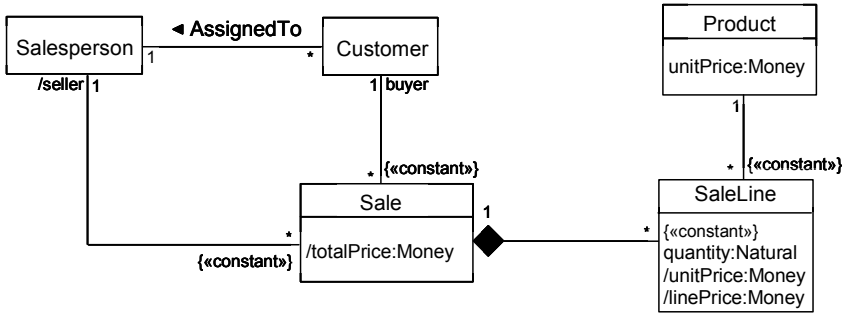 Salesperson
1
◄ AssignedTo
*
Customer
Product
unitPrice:Money
/seller
1
1
buyer
1
*
{«constant»}
*
{«constant»}
Sale
/totalPrice:Money
*
{«constant»}
1
*
SaleLine
{«constant»}
quantity:Natural
/unitPrice:Money
/linePrice:Money